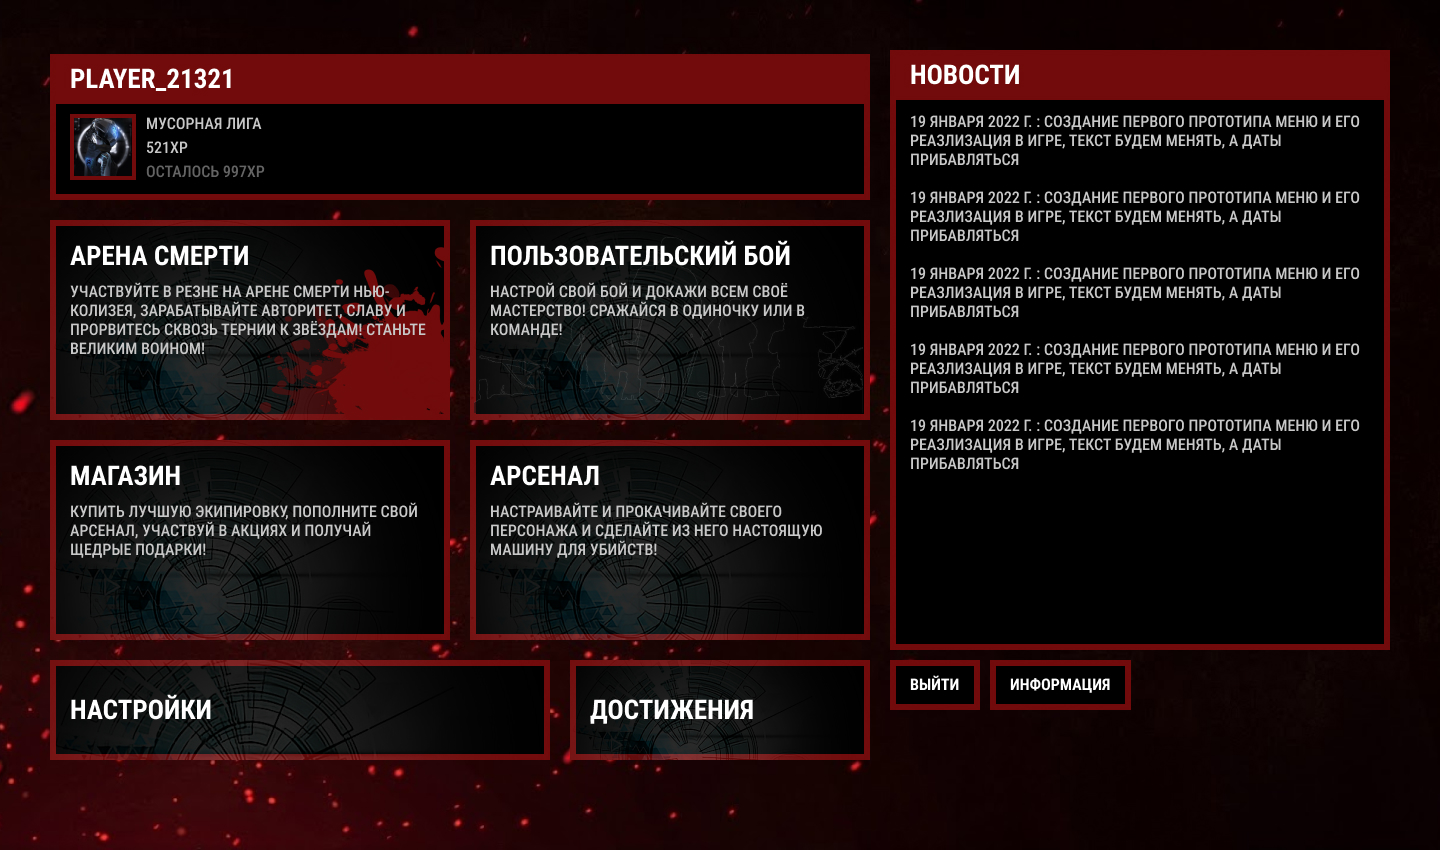 PLAYER_21321
МУСОРНАЯ ЛИГА
521XP
ОСТАЛОСЬ 997XP
АРЕНА СМЕРТИ
УЧАСТВУЙТЕ В РЕЗНЕ НА АРЕНЕ СМЕРТИ НЬЮ-
КОЛИЗЕЯ, ЗАРАБАТЫВАЙТЕ АВТОРИТЕТ, СЛАВУ И
ПРОРВИТЕСЬ СКВОЗЬ ТЕРНИИ К ЗВЁЗДАМ! СТАНЬТЕ
ВЕЛИКИМ ВОИНОМ!
ПОЛЬЗОВАТЕЛЬСКИЙ БОЙ
НАСТРОЙ СВОЙ БОЙ И ДОКАЖИ ВСЕМ СВОЁ
МАСТЕРСТВО! СРАЖАЙСЯ В ОДИНОЧКУ ИЛИ В
КОМАНДЕ!
МАГАЗИН
КУПИТЬ ЛУЧШУЮ ЭКИПИРОВКУ, ПОПОЛНИТЕ СВОЙ
АРСЕНАЛ, УЧАСТВУЙ В АКЦИЯХ И ПОЛУЧАЙ
ЩЕДРЫЕ ПОДАРКИ!
АРСЕНАЛ
НАСТРАИВАЙТЕ И ПРОКАЧИВАЙТЕ СВОЕГО
ПЕРСОНАЖА И СДЕЛАЙТЕ ИЗ НЕГО НАСТОЯЩУЮ
МАШИНУ ДЛЯ УБИЙСТВ!
НАСТРОЙКИ
ДОСТИЖЕНИЯ
НОВОСТИ
19 ЯНВАРЯ 2022 Г. : СОЗДАНИЕ ПЕРВОГО ПРОТОТИПА МЕНЮ И ЕГО
РЕАЗЛИЗАЦИЯ В ИГРЕ, ТЕКСТ БУДЕМ МЕНЯТЬ, А ДАТЫ
ПРИБАВЛЯТЬСЯ
19 ЯНВАРЯ 2022 Г. : СОЗДАНИЕ ПЕРВОГО ПРОТОТИПА МЕНЮ И ЕГО
РЕАЗЛИЗАЦИЯ В ИГРЕ, ТЕКСТ БУДЕМ МЕНЯТЬ, А ДАТЫ
ПРИБАВЛЯТЬСЯ
19 ЯНВАРЯ 2022 Г. : СОЗДАНИЕ ПЕРВОГО ПРОТОТИПА МЕНЮ И ЕГО
РЕАЗЛИЗАЦИЯ В ИГРЕ, ТЕКСТ БУДЕМ МЕНЯТЬ, А ДАТЫ
ПРИБАВЛЯТЬСЯ
19 ЯНВАРЯ 2022 Г. : СОЗДАНИЕ ПЕРВОГО ПРОТОТИПА МЕНЮ И ЕГО
РЕАЗЛИЗАЦИЯ В ИГРЕ, ТЕКСТ БУДЕМ МЕНЯТЬ, А ДАТЫ
ПРИБАВЛЯТЬСЯ
19 ЯНВАРЯ 2022 Г. : СОЗДАНИЕ ПЕРВОГО ПРОТОТИПА МЕНЮ И ЕГО
РЕАЗЛИЗАЦИЯ В ИГРЕ, ТЕКСТ БУДЕМ МЕНЯТЬ, А ДАТЫ
ПРИБАВЛЯТЬСЯ
ВЫЙТИ
ИНФОРМАЦИЯ